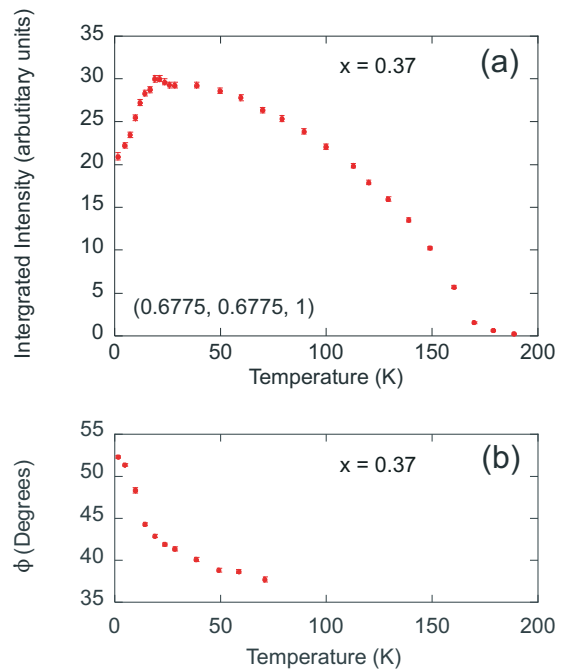 (a)
x = 0.37
Intergrated Intensity (arbutitary units)
35
30
25
20
15
10
5
0
(0.6775, 0.6775, 1)
0 50 100 150 200
Temperature (K)
(b)
x = 0.37
ϕ (Degrees)
55
50
45
40
35
0 50 100 150 200
Temperature (K)